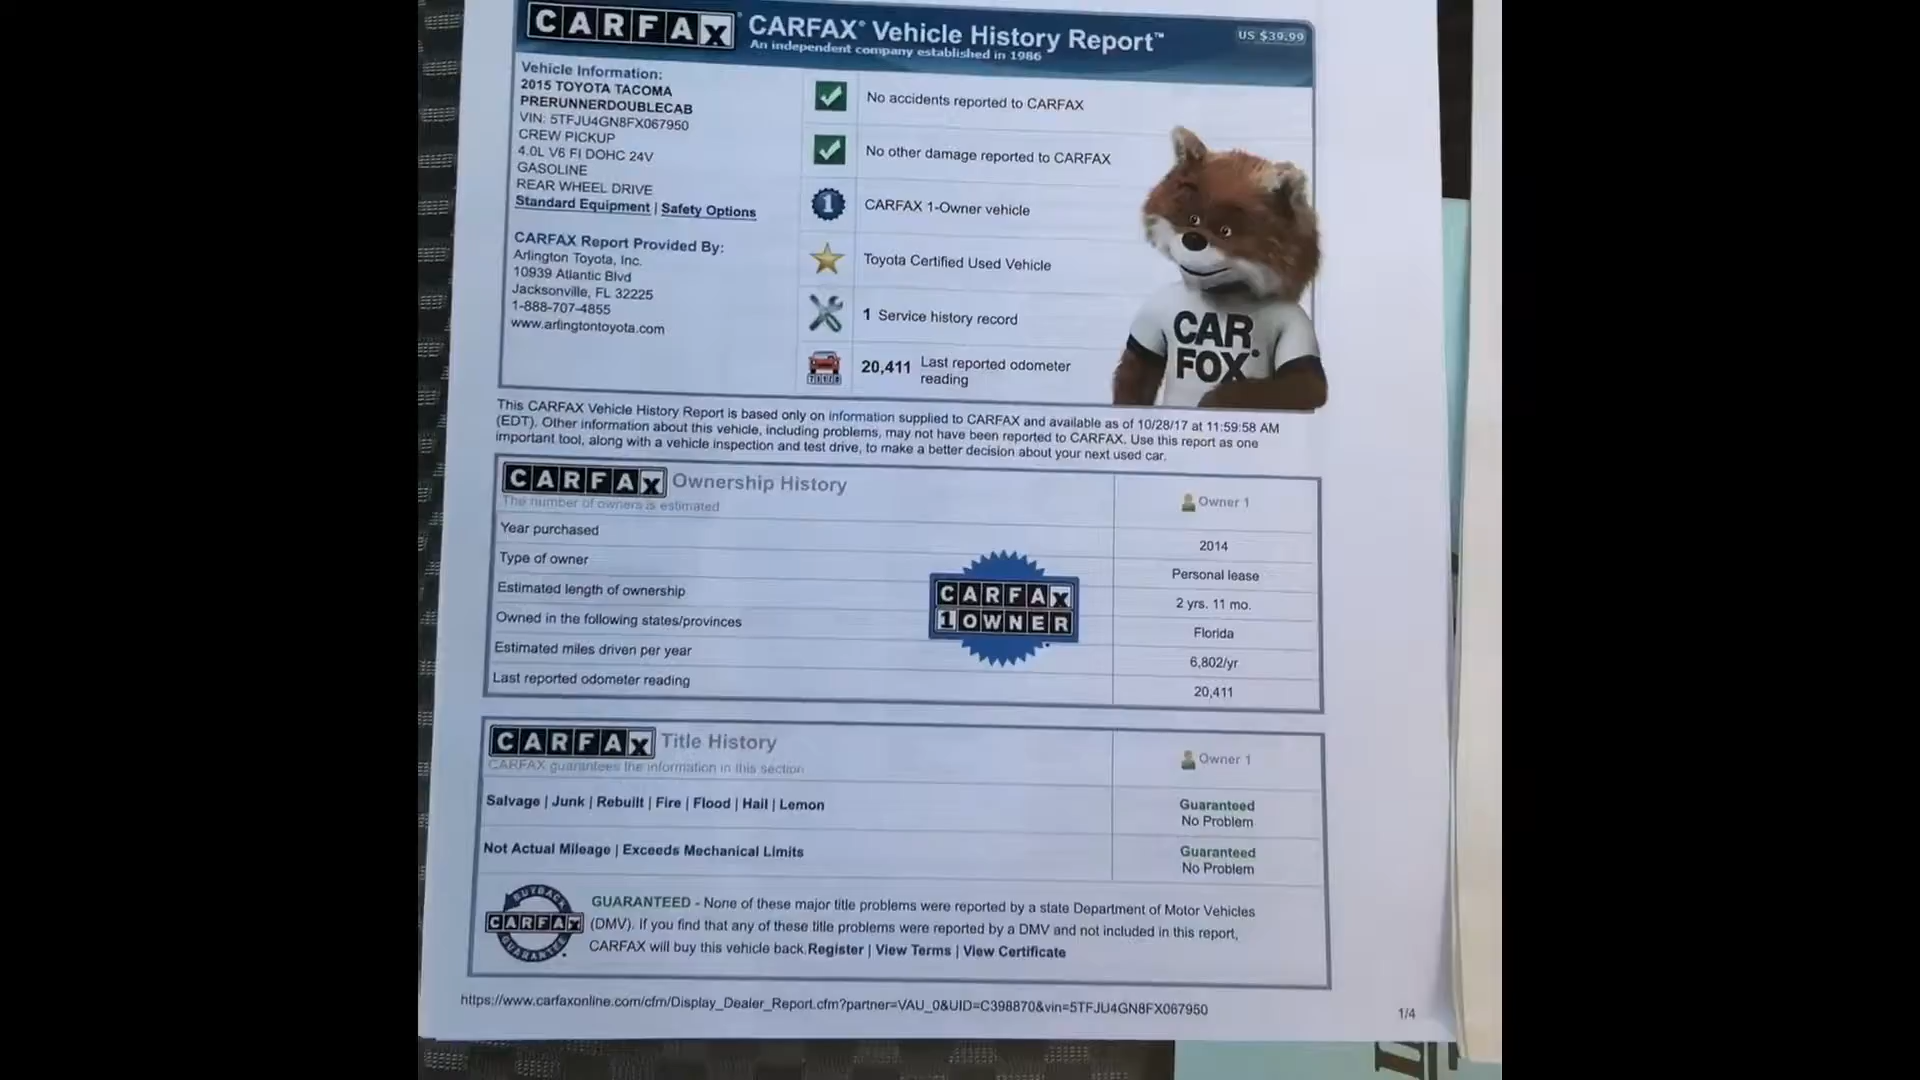 CARFAX CARFAX® Vehicle History Report™ US $39.99
An independent company established in 1986
Vehicle Information:
2015 TOYOTA TACOMA
PRERUNNERDOUBLECAB
VIN: 5TFJU4GN8FX067950
CREW PICKUP
4.0L V6 FI DOHC 24V
GASOLINE
REAR WHEEL DRIVE
Standard Equipment | Safety Options
CARFAX Report Provided By:
Arlington Toyota, Inc.
10939 Atlantic Blvd
Jacksonville, FL 32225
1-888-707-4855
www.arlingtontoyota.com
No accidents reported to CARFAX
No other damage reported to CARFAX
1 CARFAX 1-Owner vehicle
Toyota Certified Used Vehicle
1 Service history record
20,411 Last reported odometer
reading
CAR
FOX®
This CARFAX Vehicle History Report is based only on information supplied to CARFAX and available as of 10/28/17 at 11:59:58 AM
(EDT). Other information about this vehicle, including problems, may not have been reported to CARFAX. Use this report as one
important tool, along with a vehicle inspection and test drive, to make a better decision about your next used car.
CARFAX Ownership History
The number of owners is estimated
Owner 1
Year purchased 2014
Type of owner Personal lease
Estimated length of ownership 2 yrs. 11 mo.
Owned in the following states/provinces Florida
Estimated miles driven per year 6,802/yr
Last reported odometer reading 20,411
CARFAX
1 OWNER
CARFAX Title History
CARFAX guarantees the information in this section
Owner 1
Salvage | Junk | Rebuilt | Fire | Flood | Hail | Lemon Guaranteed
No Problem
Not Actual Mileage | Exceeds Mechanical Limits Guaranteed
No Problem
BUYBACK
CARFAX
GUARANTEE
GUARANTEED - None of these major title problems were reported by a state Department of Motor Vehicles
(DMV). If you find that any of these title problems were reported by a DMV and not included in this report,
CARFAX will buy this vehicle back.Register | View Terms | View Certificate
https://www.carfaxonline.com/cfm/Display_Dealer_Report.cfm?partner=VAU_0&UID=C398870&vin=5TFJU4GN8FX067950
1/4